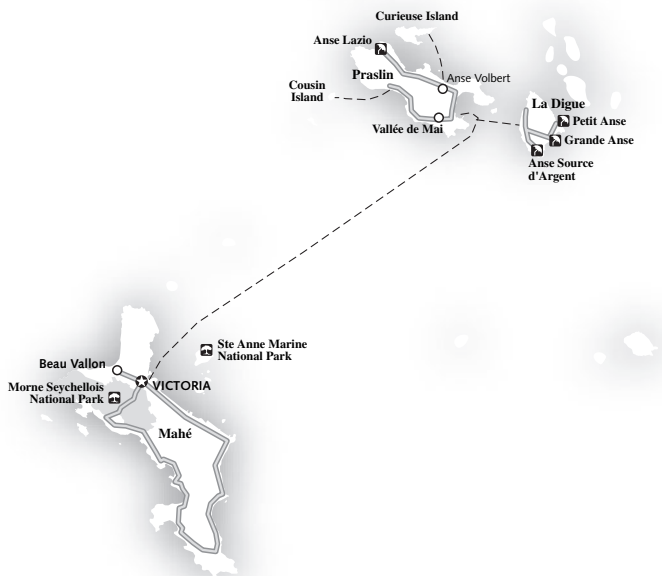 Curieuse Island
Anse Lazio
Praslin
Anse Volbert
Cousin
Island
La Digue
Petit Anse
Vallée de Mai
Grande Anse
Anse Source
d'Argent
Ste Anne Marine
National Park
Beau Vallon
VICTORIA
Morne Seychellois
National Park
Mahé